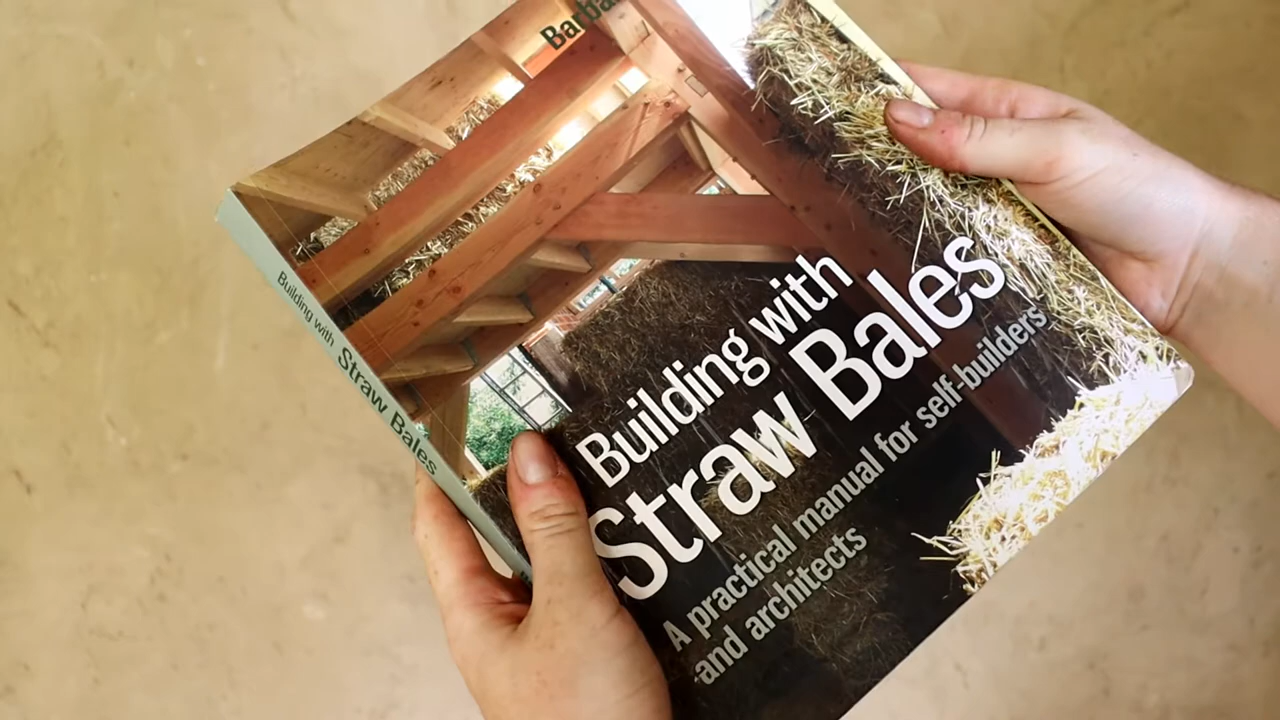 Building with
Straw Bales
A practical manual for self-builders
and architects
Building with Straw Bales